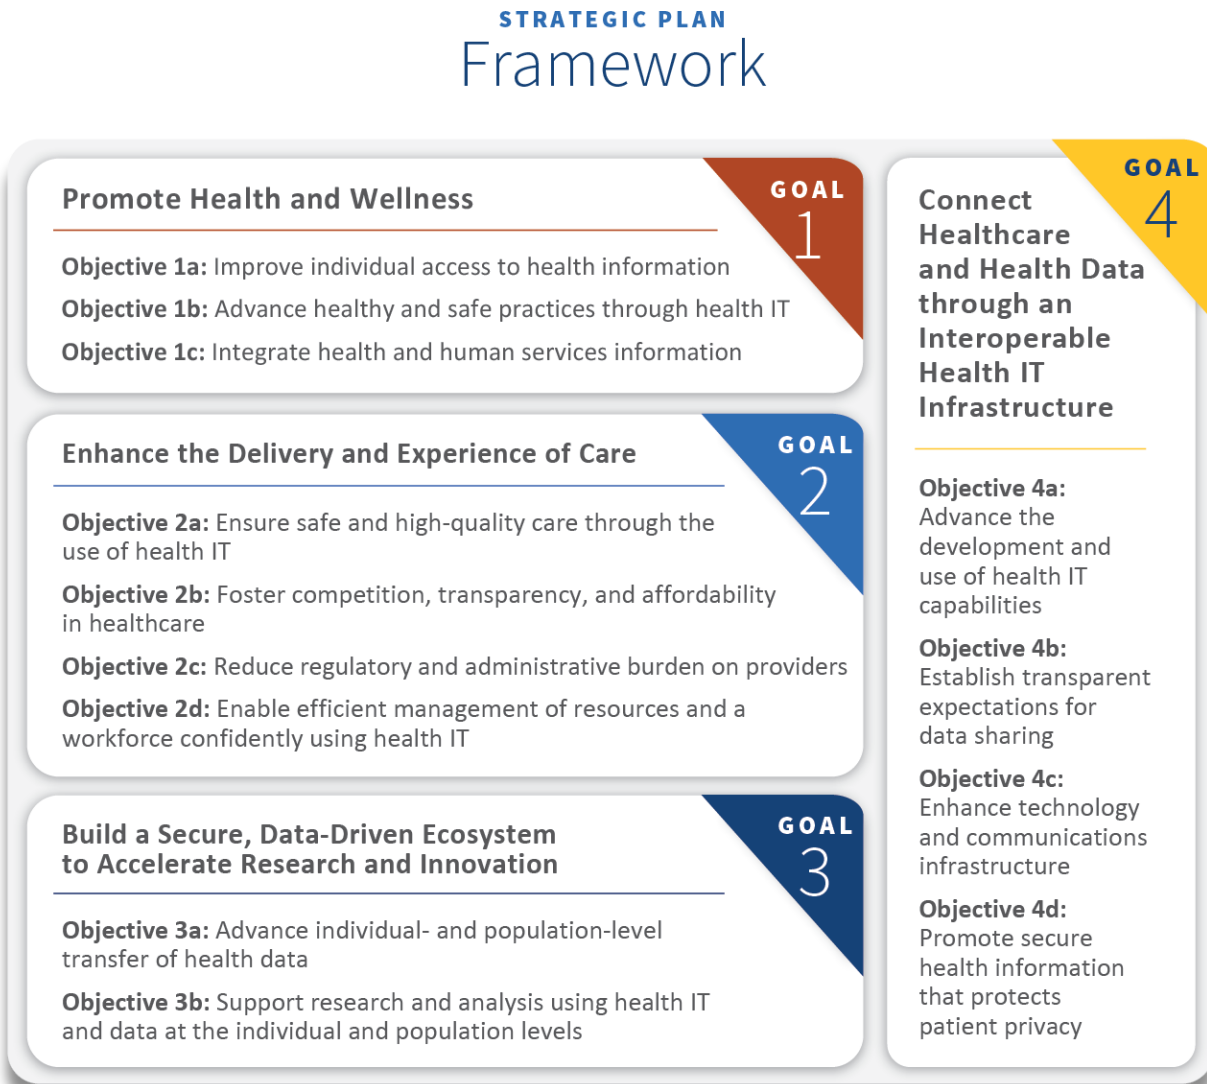 STRATEGIC PLAN
Framework
Promote Health and Wellness
GOAL
1
Objective 1a: Improve individual access to health information
Objective 1b: Advance healthy and safe practices through health IT
Objective 1c: Integrate health and human services information
Enhance the Delivery and Experience of Care
GOAL
2
Objective 2a: Ensure safe and high-quality care through the
use of health IT
Objective 2b: Foster competition, transparency, and affordability
in healthcare
Objective 2c: Reduce regulatory and administrative burden on providers
Objective 2d: Enable efficient management of resources and a
workforce confidently using health IT
Build a Secure, Data-Driven Ecosystem
to Accelerate Research and Innovation
GOAL
3
Objective 3a: Advance individual- and population-level
transfer of health data
Objective 3b: Support research and analysis using health IT
and data at the individual and population levels
GOAL
4
Connect
Healthcare
and Health Data
through an
Interoperable
Health IT
Infrastructure
Objective 4a:
Advance the
development and
use of health IT
capabilities
Objective 4b:
Establish transparent
expectations for
data sharing
Objective 4c:
Enhance technology
and communications
infrastructure
Objective 4d:
Promote secure
health information
that protects
patient privacy